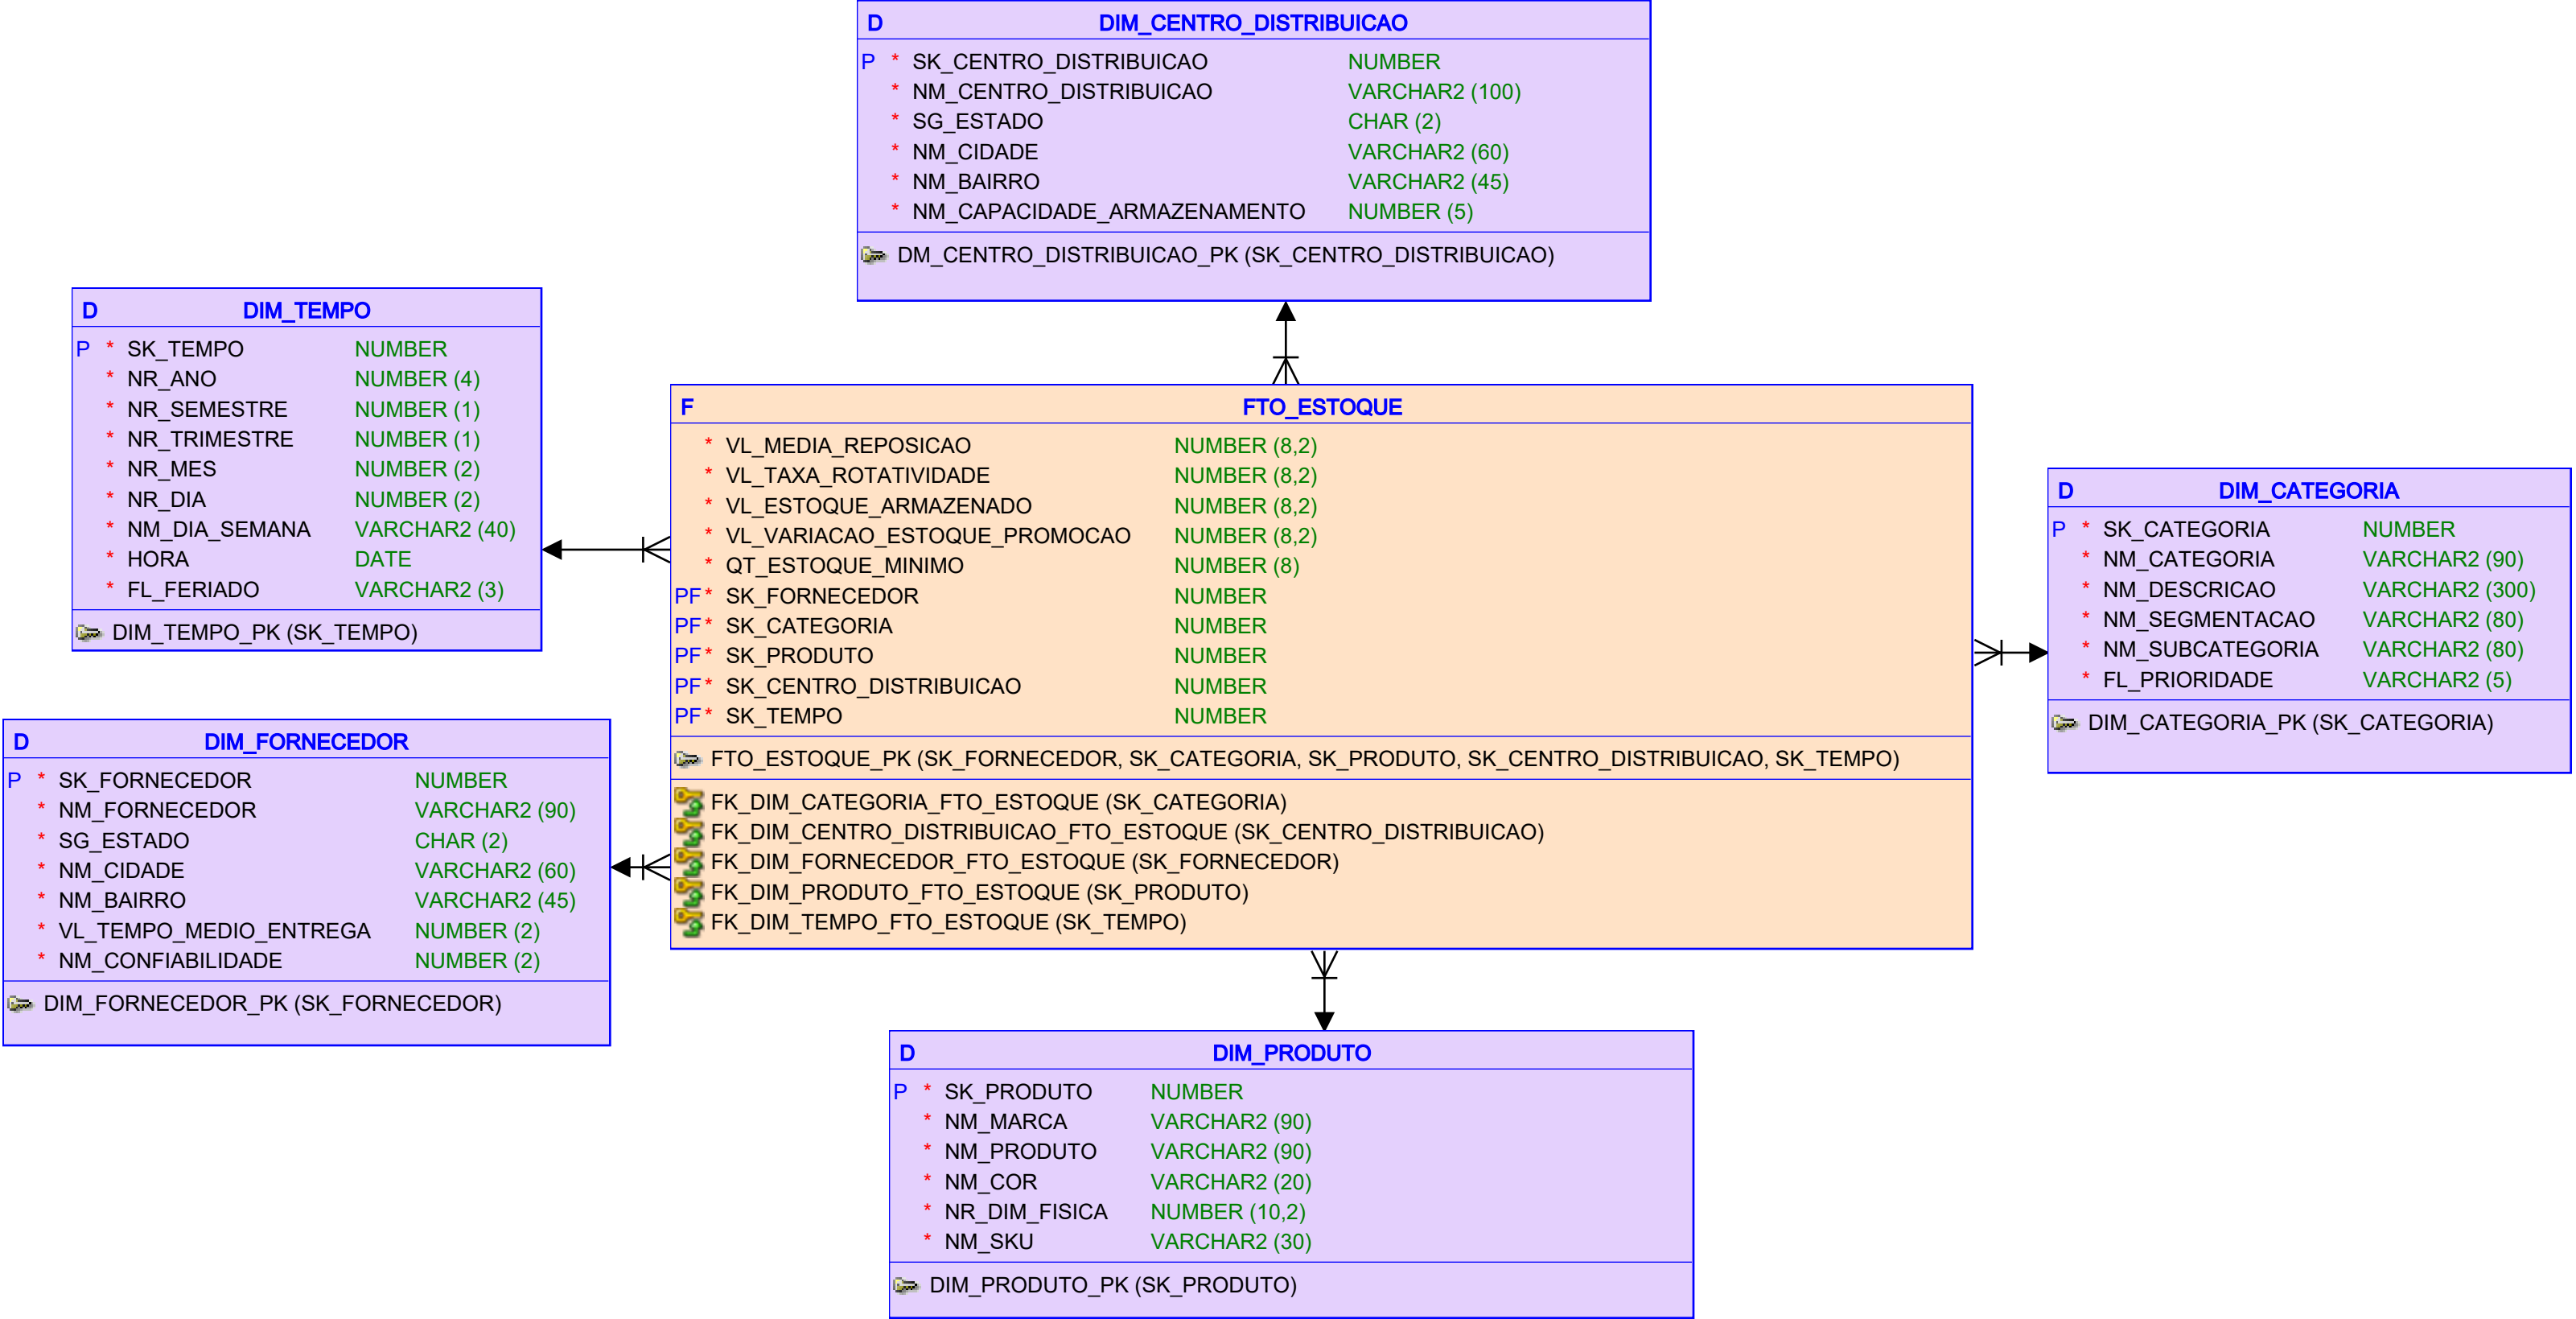 D DIM_CENTRO_DISTRIBUICAO
P * SK_CENTRO_DISTRIBUICAO NUMBER
* NM_CENTRO_DISTRIBUICAO VARCHAR2 (100)
* SG_ESTADO CHAR (2)
* NM_CIDADE VARCHAR2 (60)
* NM_BAIRRO VARCHAR2 (45)
* NM_CAPACIDADE_ARMAZENAMENTO NUMBER (5)
DM_CENTRO_DISTRIBUICAO_PK (SK_CENTRO_DISTRIBUICAO)
D DIM_TEMPO
P * SK_TEMPO NUMBER
* NR_ANO NUMBER (4)
* NR_SEMESTRE NUMBER (1)
* NR_TRIMESTRE NUMBER (1)
* NR_MES NUMBER (2)
* NR_DIA NUMBER (2)
* NM_DIA_SEMANA VARCHAR2 (40)
* HORA DATE
* FL_FERIADO VARCHAR2 (3)
DIM_TEMPO_PK (SK_TEMPO)
F FTO_ESTOQUE
* VL_MEDIA_REPOSICAO NUMBER (8,2)
* VL_TAXA_ROTATIVIDADE NUMBER (8,2)
* VL_ESTOQUE_ARMAZENADO NUMBER (8,2)
* VL_VARIACAO_ESTOQUE_PROMOCAO NUMBER (8,2)
* QT_ESTOQUE_MINIMO NUMBER (8)
PF * SK_FORNECEDOR NUMBER
PF * SK_CATEGORIA NUMBER
PF * SK_PRODUTO NUMBER
PF * SK_CENTRO_DISTRIBUICAO NUMBER
PF * SK_TEMPO NUMBER
FTO_ESTOQUE_PK (SK_FORNECEDOR, SK_CATEGORIA, SK_PRODUTO, SK_CENTRO_DISTRIBUICAO, SK_TEMPO)
FK_DIM_CATEGORIA_FTO_ESTOQUE (SK_CATEGORIA)
FK_DIM_CENTRO_DISTRIBUICAO_FTO_ESTOQUE (SK_CENTRO_DISTRIBUICAO)
FK_DIM_FORNECEDOR_FTO_ESTOQUE (SK_FORNECEDOR)
FK_DIM_PRODUTO_FTO_ESTOQUE (SK_PRODUTO)
FK_DIM_TEMPO_FTO_ESTOQUE (SK_TEMPO)
D DIM_CATEGORIA
P * SK_CATEGORIA NUMBER
* NM_CATEGORIA VARCHAR2 (90)
* NM_DESCRICAO VARCHAR2 (300)
* NM_SEGMENTACAO VARCHAR2 (80)
* NM_SUBCATEGORIA VARCHAR2 (80)
* FL_PRIORIDADE VARCHAR2 (5)
DIM_CATEGORIA_PK (SK_CATEGORIA)
D DIM_FORNECEDOR
P * SK_FORNECEDOR NUMBER
* NM_FORNECEDOR VARCHAR2 (90)
* SG_ESTADO CHAR (2)
* NM_CIDADE VARCHAR2 (60)
* NM_BAIRRO VARCHAR2 (45)
* VL_TEMPO_MEDIO_ENTREGA NUMBER (2)
* NM_CONFIABILIDADE NUMBER (2)
DIM_FORNECEDOR_PK (SK_FORNECEDOR)
D DIM_PRODUTO
P * SK_PRODUTO NUMBER
* NM_MARCA VARCHAR2 (90)
* NM_PRODUTO VARCHAR2 (90)
* NM_COR VARCHAR2 (20)
* NR_DIM_FISICA NUMBER (10,2)
* NM_SKU VARCHAR2 (30)
DIM_PRODUTO_PK (SK_PRODUTO)